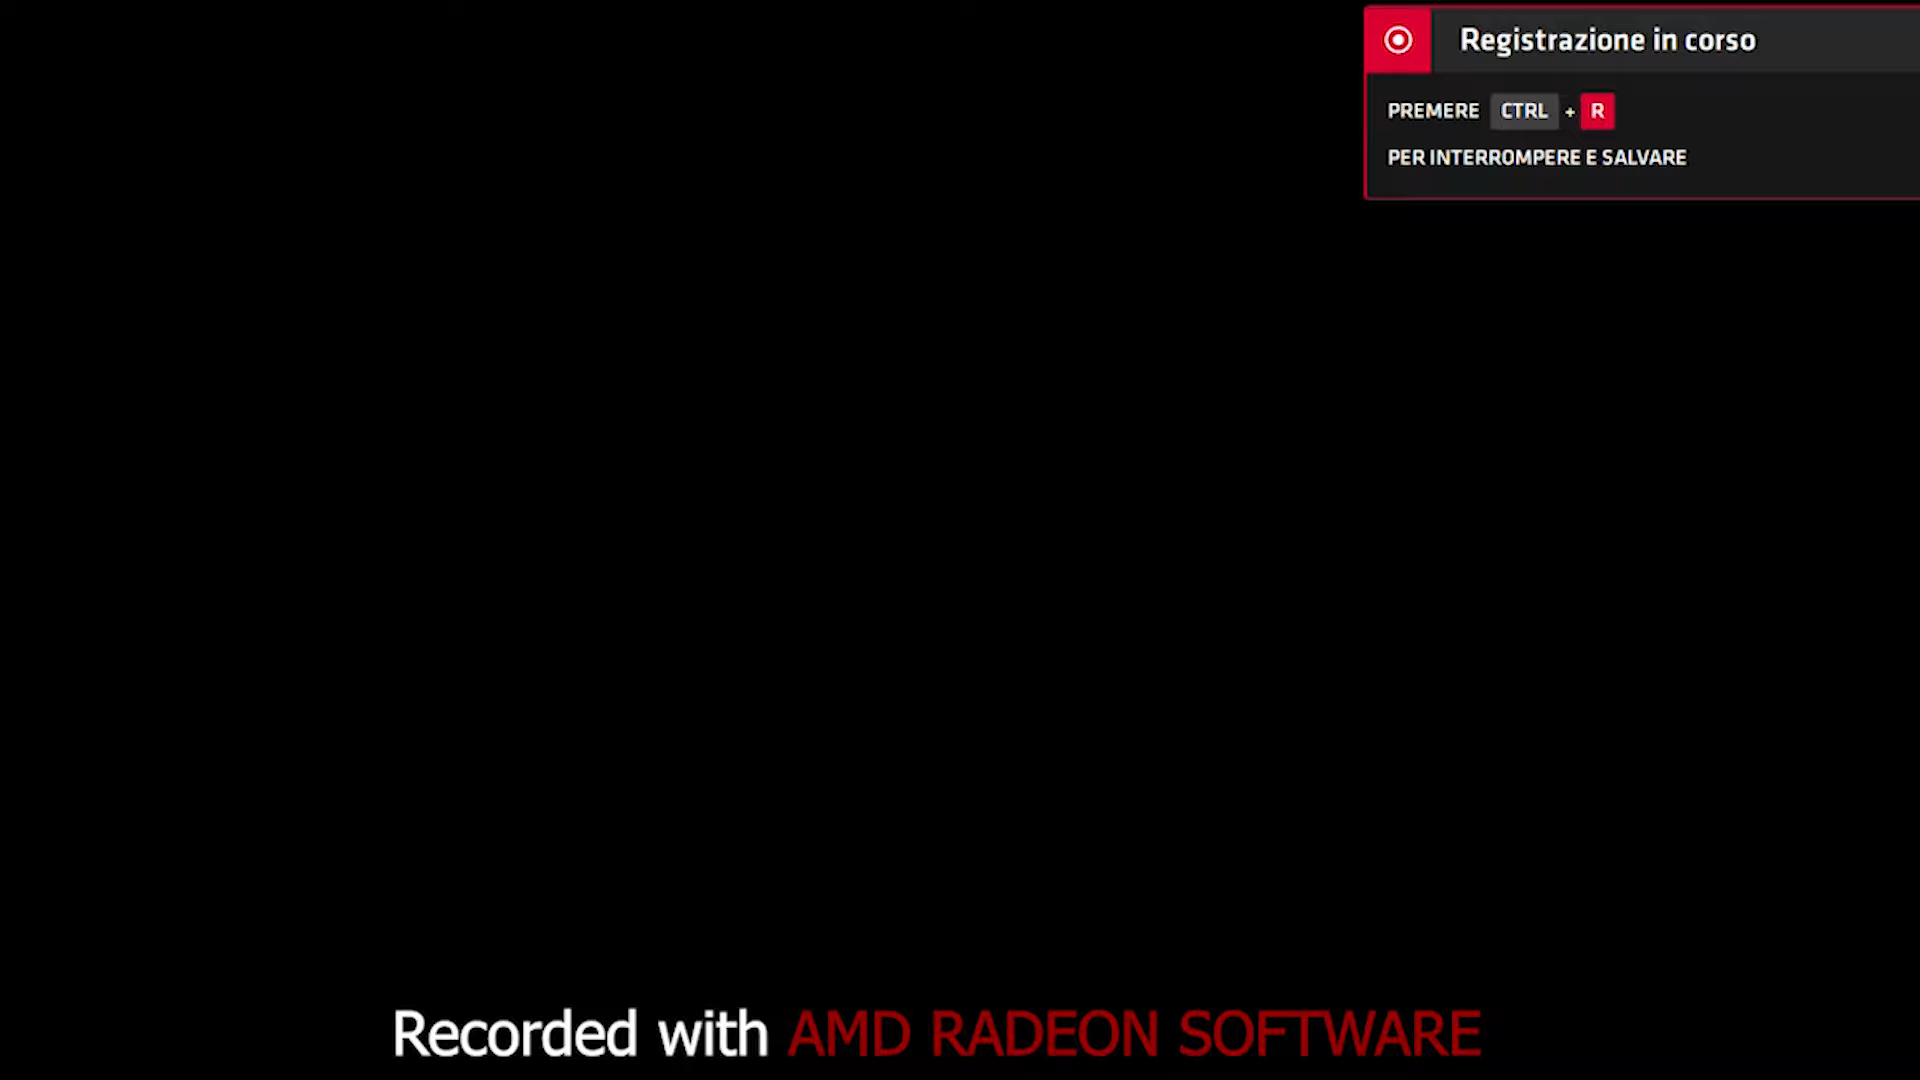 Registrazione in corso
PREMERE CTRL + R
PER INTERROMPERE E SALVARE
Recorded with AMD RADEON SOFTWARE